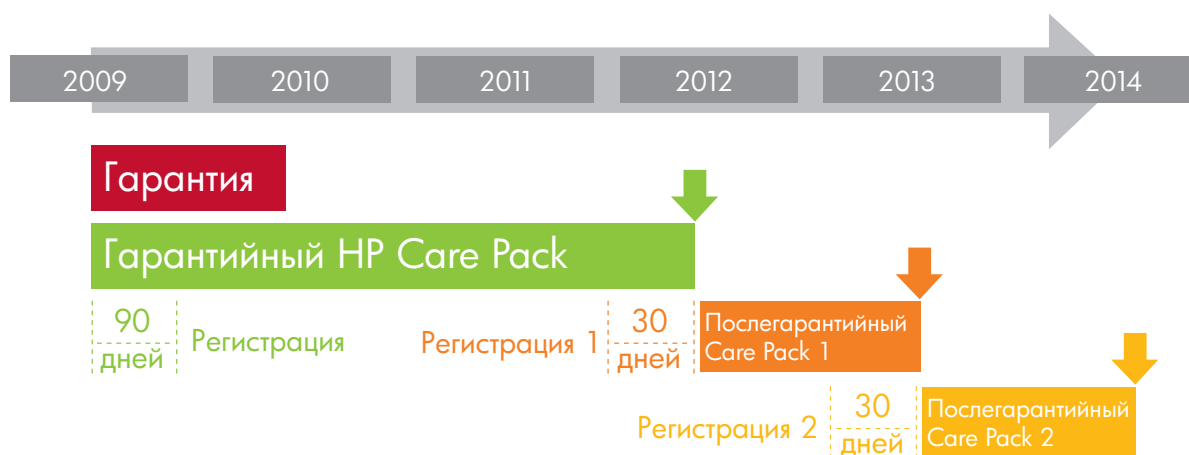 2009 2010 2011 2012 2013 2014
Гарантия
Гарантийный HP Care Pack
90
дней
Регистрация
Регистрация 1
30
дней
Послегарантийный
Care Pack 1
Регистрация 2
30
дней
Послегарантийный
Care Pack 2